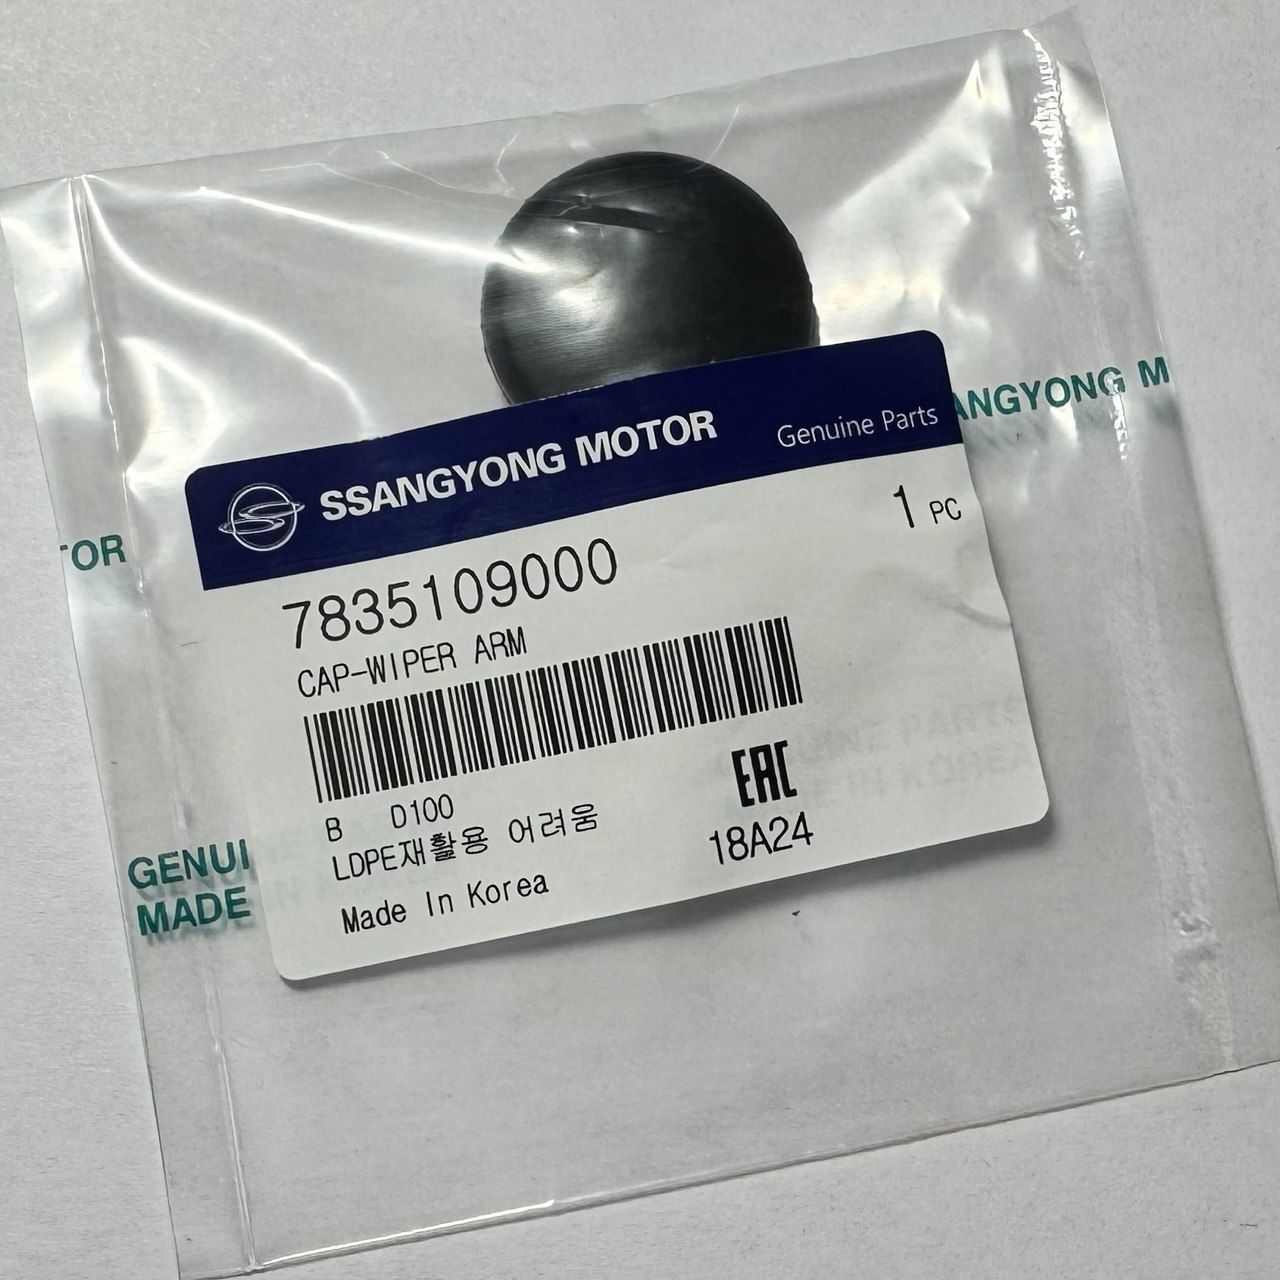 SSANGYONG MOTOR Genuine Parts
ANGYONG M
1 PC
TOR
7835109000
CAP-WIPER ARM
EAC
B D100
18A24
LDPE재활용 어려움
Made In Korea
GENUI
MADE